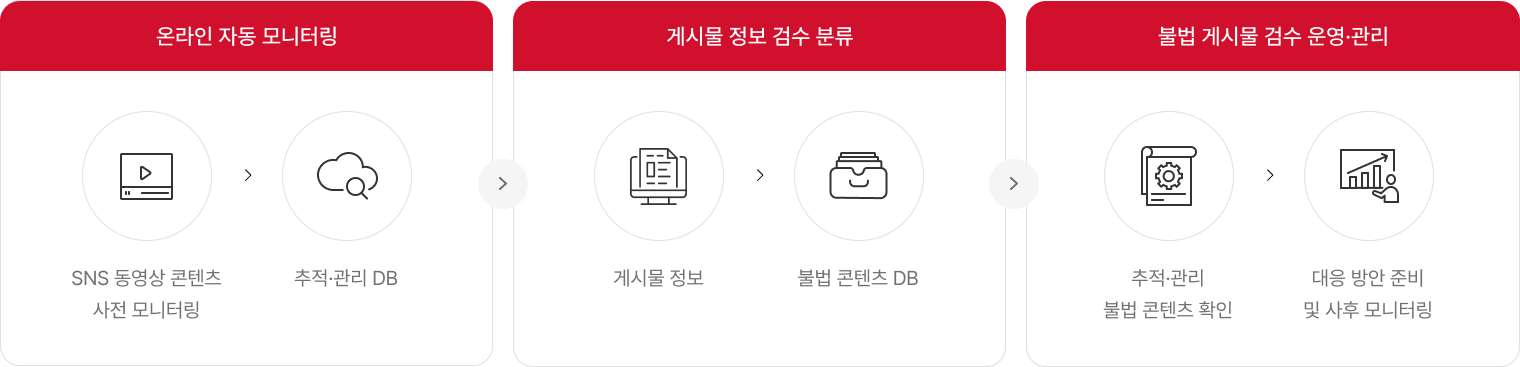 온라인 자동 모니터링
SNS 동영상 콘텐츠
사전 모니터링
추적·관리 DB
게시물 정보 검수 분류
게시물 정보
불법 콘텐츠 DB
불법 게시물 검수 운영·관리
추적·관리
불법 콘텐츠 확인
대응 방안 준비
및 사후 모니터링